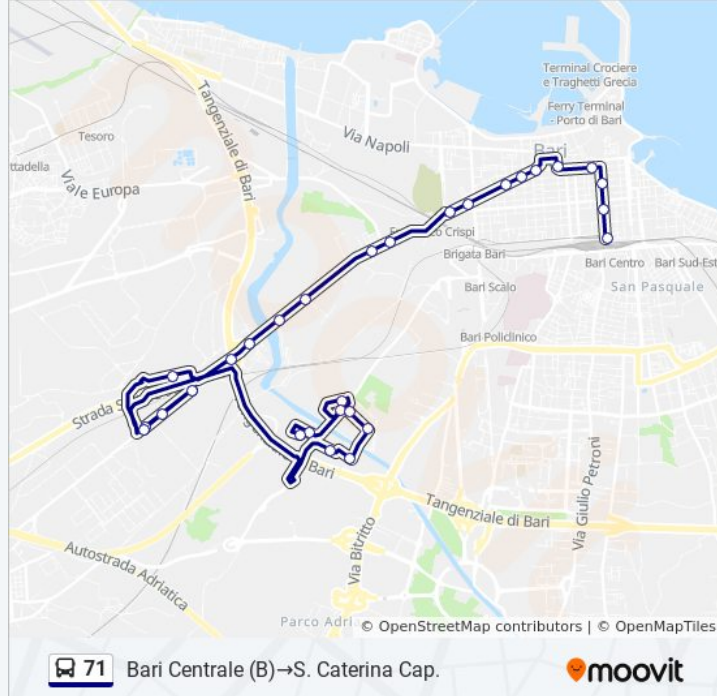 Terminal Crociere
e Traghetti Grecia
Ferry Terminal
- Porto di Bari
Tangenziale di Bari
Via Napoli
Bari
Tesoro
ttadella
Viale Europa
co Crispi
Brigata Bari
Bari Centro
Bari Sud-Est
San Pasquale
Bari Scalo
Bari Policlinico
Strada S
Bari
Tangenziale di Bari
Via Giulio Petroni
Via Bitritto
Autostrada Adriatica
Parco Adria
© OpenStreetMap contributors | © OpenMapTiles
71 Bari Centrale (B)→S. Caterina Cap.
moovit